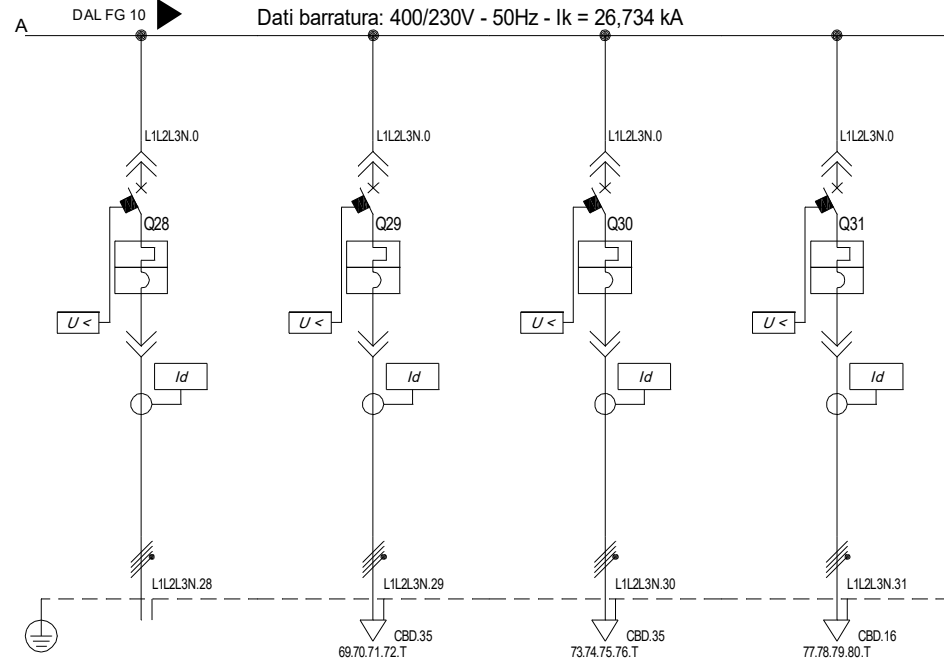 DAL FG 10
Dati barratura: 400/230V - 50Hz - Ik = 26,734 kA
A
L1L2L3N.0 L1L2L3N.0 L1L2L3N.0 L1L2L3N.0
Q28 Q29 Q30 Q31
U < U < U < U <
Id Id Id Id
L1L2L3N.28 L1L2L3N.29 L1L2L3N.30 L1L2L3N.31
CBD.35 CBD.35 CBD.16
69.70.71.72.T 73.74.75.76.T 77.78.79.80.T